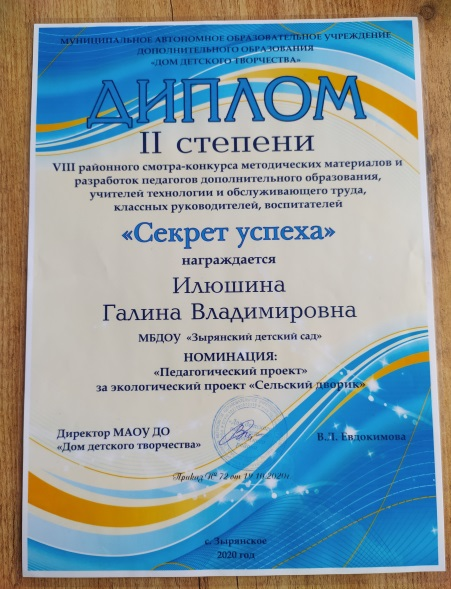 МУНИЦИПАЛЬНОЕ АВТОНОМНОЕ ОБРАЗОВАТЕЛЬНОЕ УЧРЕЖДЕНИЕ
ДОПОЛНИТЕЛЬНОГО ОБРАЗОВАНИЯ
«ДОМ ДЕТСКОГО ТВОРЧЕСТВА»
ДИПЛОМ
II степени
VIII районного смотра-конкурса методических материалов и
разработок педагогов дополнительного образования,
учителей технологии и обслуживающего труда,
классных руководителей, воспитателей
«Секрет успеха»
награждается
Илюшина
Галина Владимировна
МБДОУ «Зырянский детский сад»
НОМИНАЦИЯ:
«Педагогический проект»
за экологический проект «Сельский дворик»
Директор МАОУ ДО
«Дом детского творчества»
В.Л. Евдокимова
Приказ № 72 от 19.10.2020г
с. Зырянское
2020 год